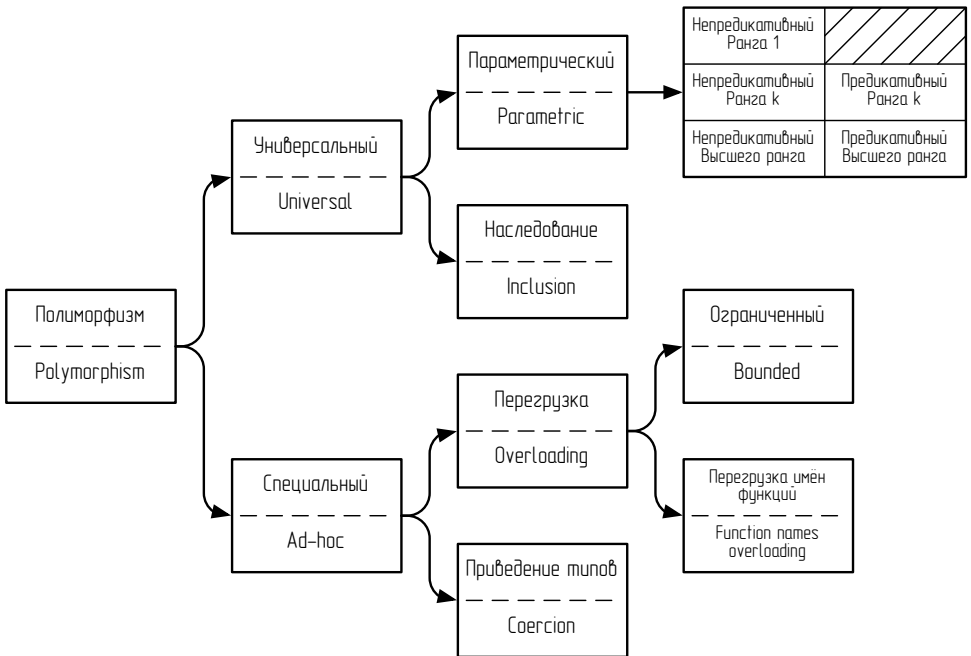 Полиморфизм
Polymorphism
Универсальный
Universal
Специальный
Ad-hoc
Параметрический
Parametric
Наследование
Inclusion
Перегрузка
Overloading
Приведение типов
Coercion
Непредикативный
Ранга 1
Непредикативный
Ранга k
Предикативный
Ранга k
Непредикативный
Высшего ранга
Предикативный
Высшего ранга
Ограниченный
Bounded
Перегрузка имён
функций
Function names
overloading